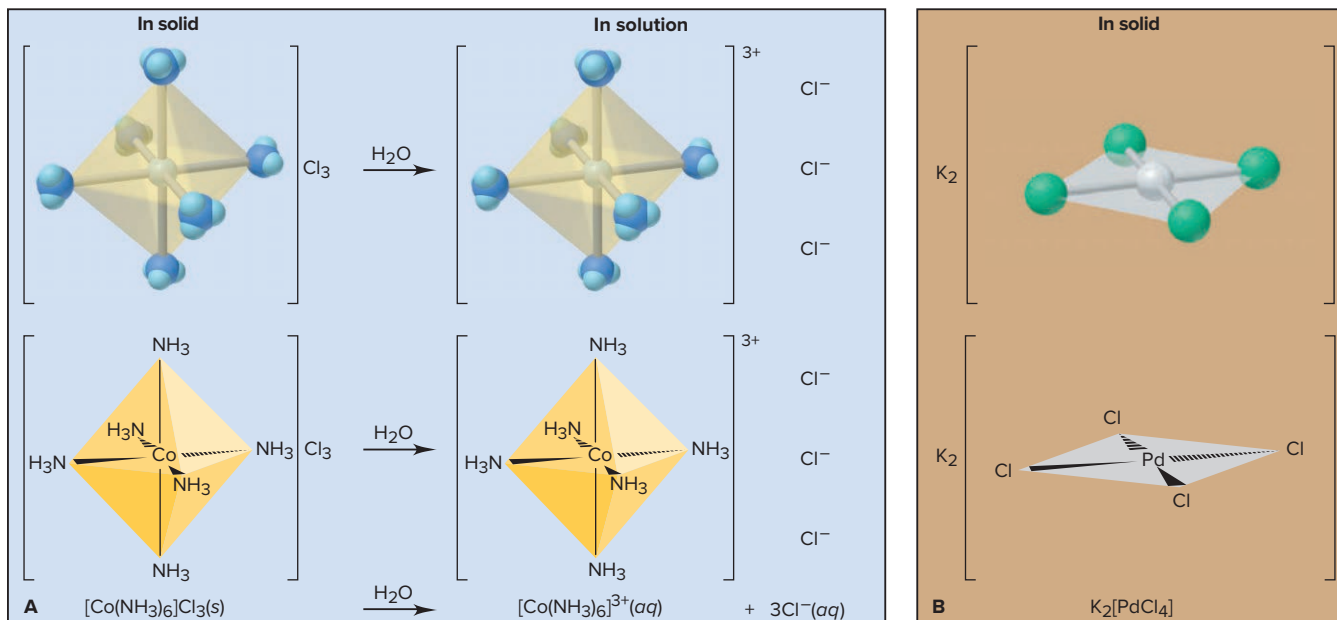 In solid
In solution
3+
Cl⁻
Cl⁻
Cl⁻
Cl₃
H₂O
NH₃
H₃N
H₃N
Co
NH₃
NH₃
NH₃
Cl₃
H₂O
3+
NH₃
H₃N
H₃N
Co
NH₃
NH₃
NH₃
Cl⁻
Cl⁻
Cl⁻
A
[Co(NH₃)₆]Cl₃(s)
H₂O
[Co(NH₃)₆]³⁺(aq)
+ 3Cl⁻(aq)
In solid
K₂
K₂
Cl
Cl
Pd
Cl
Cl
B
K₂[PdCl₄]